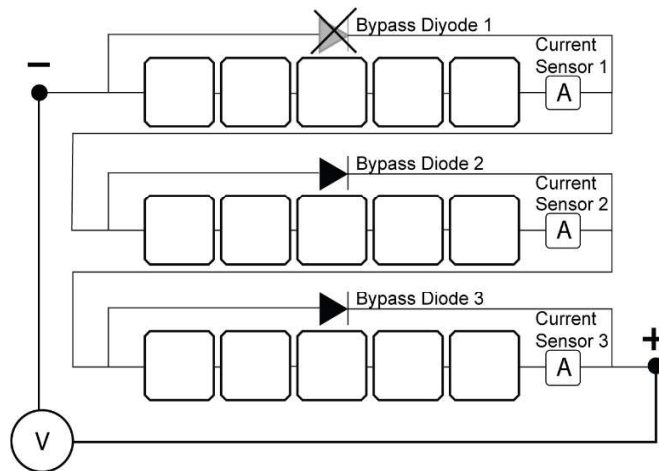 Bypass Diyode 1
Current
Sensor 1
−
A
Bypass Diode 2
Current
Sensor 2
A
Bypass Diode 3
Current
Sensor 3
+
A
V